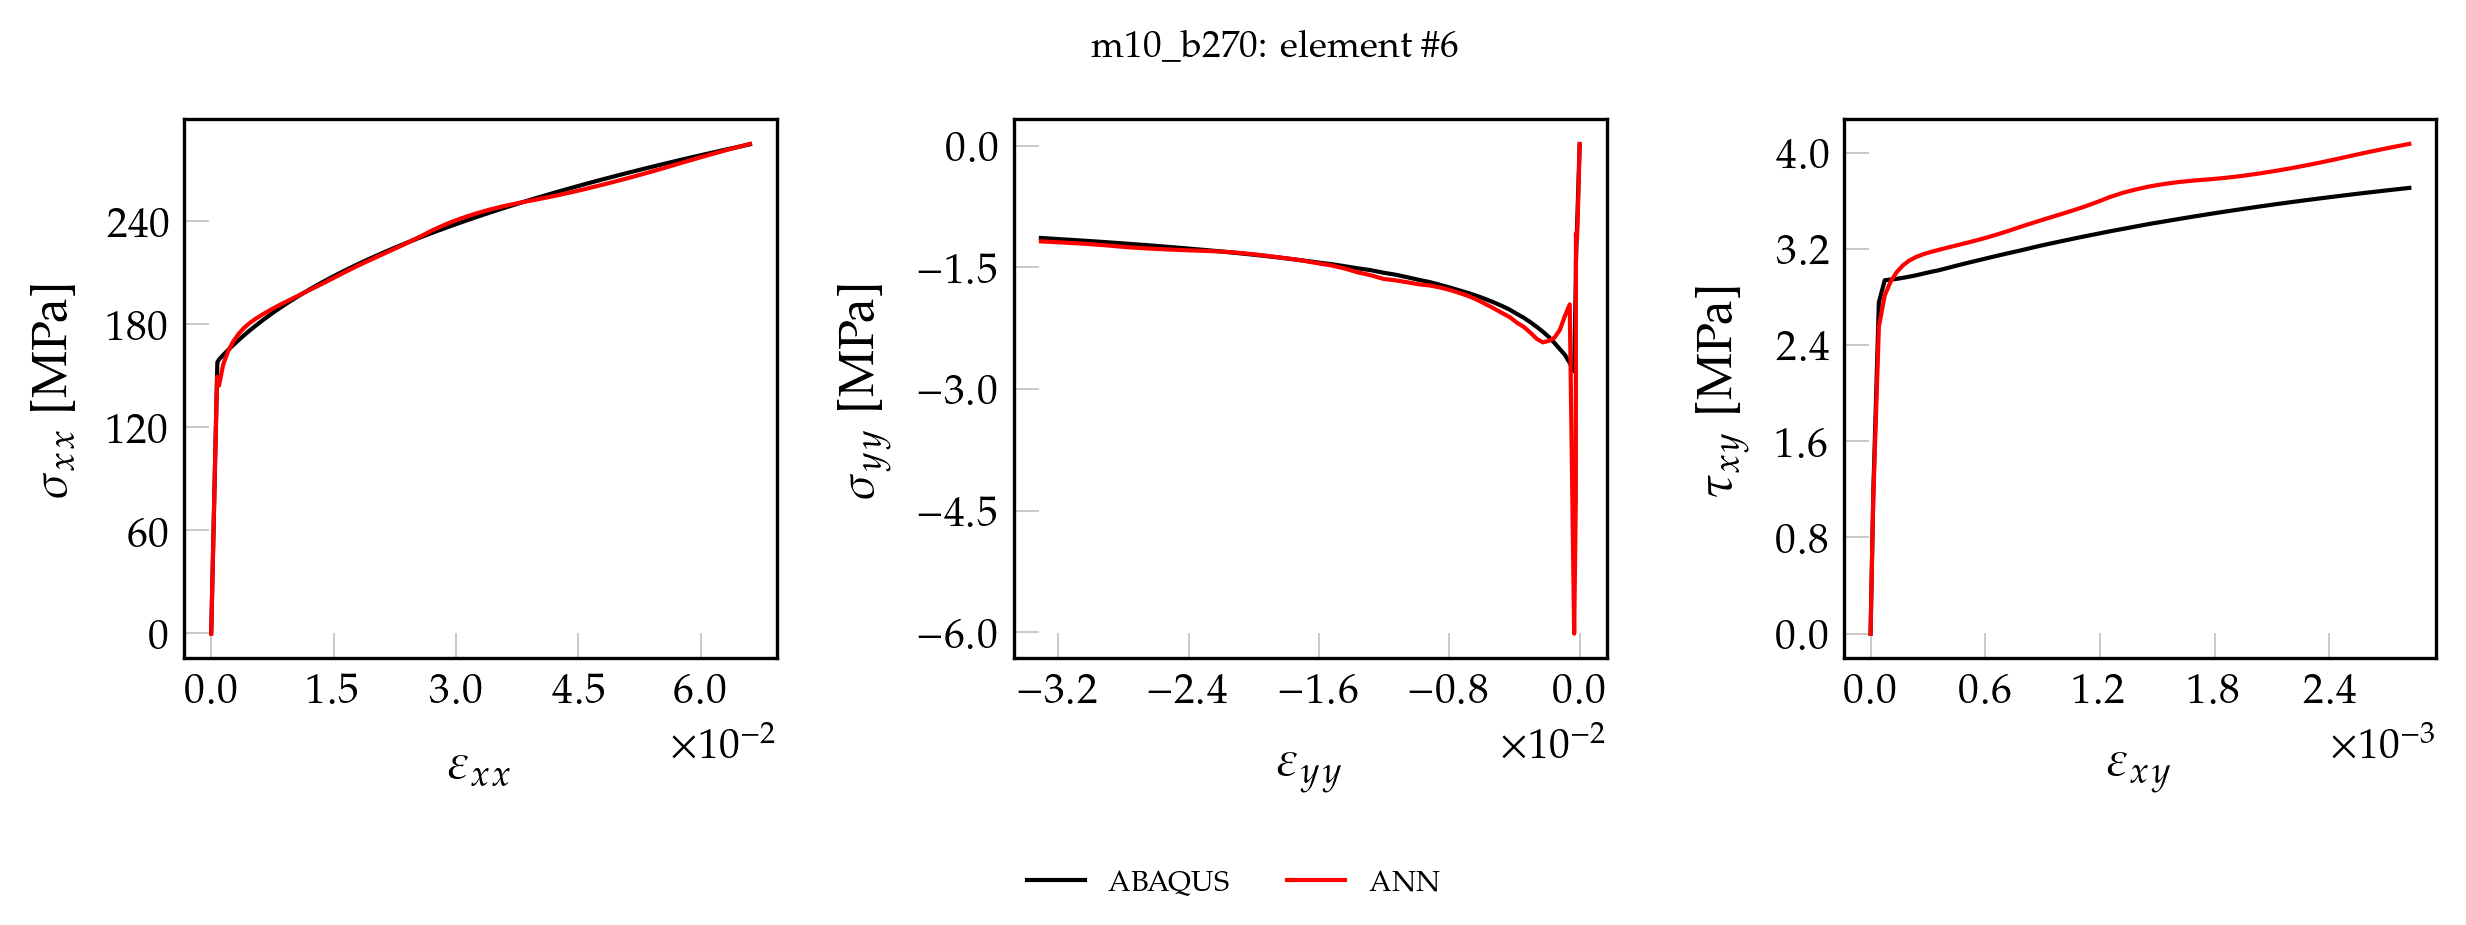 m10_b270: element #6
σxx [MPa]
240
180
120
60
0
0.0 1.5 3.0 4.5 6.0
×10−2
εxx
σyy [MPa]
0.0
−1.5
−3.0
−4.5
−6.0
−3.2 −2.4 −1.6 −0.8 0.0
×10−2
εyy
τxy [MPa]
4.0
3.2
2.4
1.6
0.8
0.0
0.0 0.6 1.2 1.8 2.4
×10−3
εxy
ABAQUS ANN